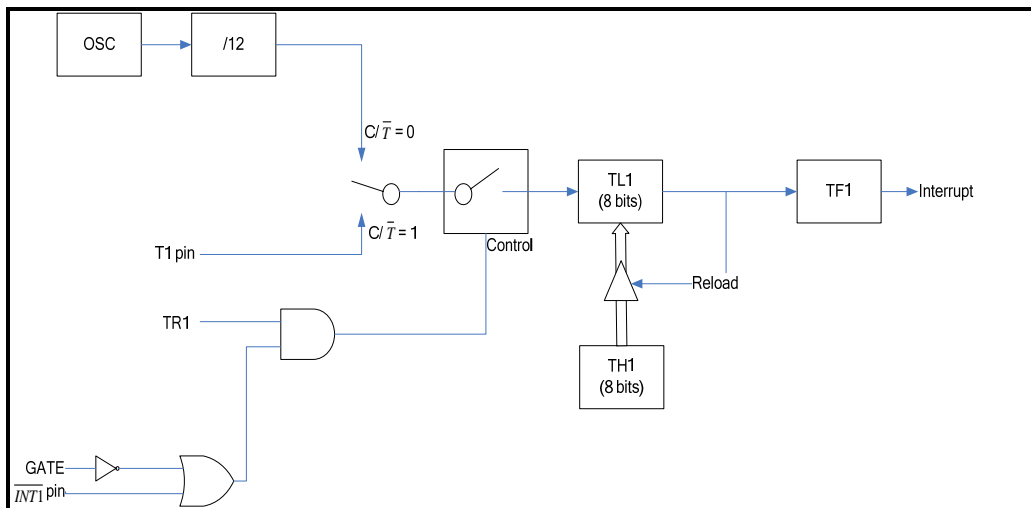 OSC
/12
C/T̅ = 0
TL1
(8 bits)
TF1
Interrupt
C/T̅ = 1
Control
T1 pin
Reload
TR1
TH1
(8 bits)
GATE
I̅N̅T̅1̅ pin